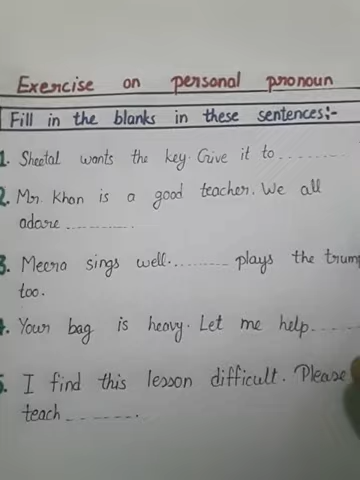 Exercise on personal pronoun
Fill in the blanks in these sentences:-
1. Sheetal wants the key. Give it to ........
2. Mr. Khan is a good teacher. We all
adore ..........
3. Meera sings well. ........ plays the trump
too.
4. Your bag is heavy. Let me help ......
5. I find this lesson difficult. Please
teach ........